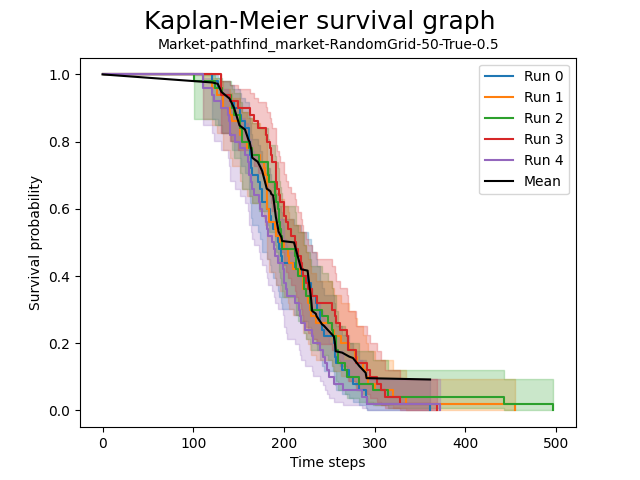 Kaplan-Meier survival graph
Market-pathfind_market-RandomGrid-50-True-0.5
Survival probability
1.0
0.8
0.6
0.4
0.2
0.0
Run 0
Run 1
Run 2
Run 3
Run 4
Mean
0 100 200 300 400 500
Time steps